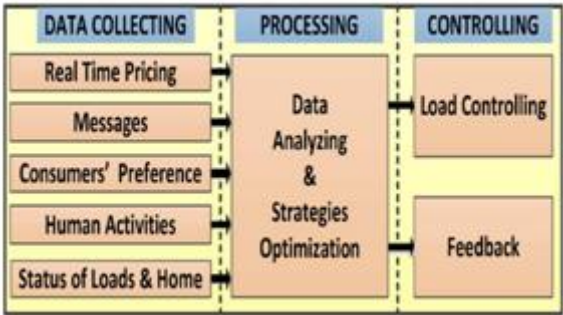 DATA COLLECTING
PROCESSING
CONTROLLING
Real Time Pricing
Messages
Consumers' Preference
Human Activities
Status of Loads & Home
Data
Analyzing
&
Strategies
Optimization
Load Controlling
Feedback